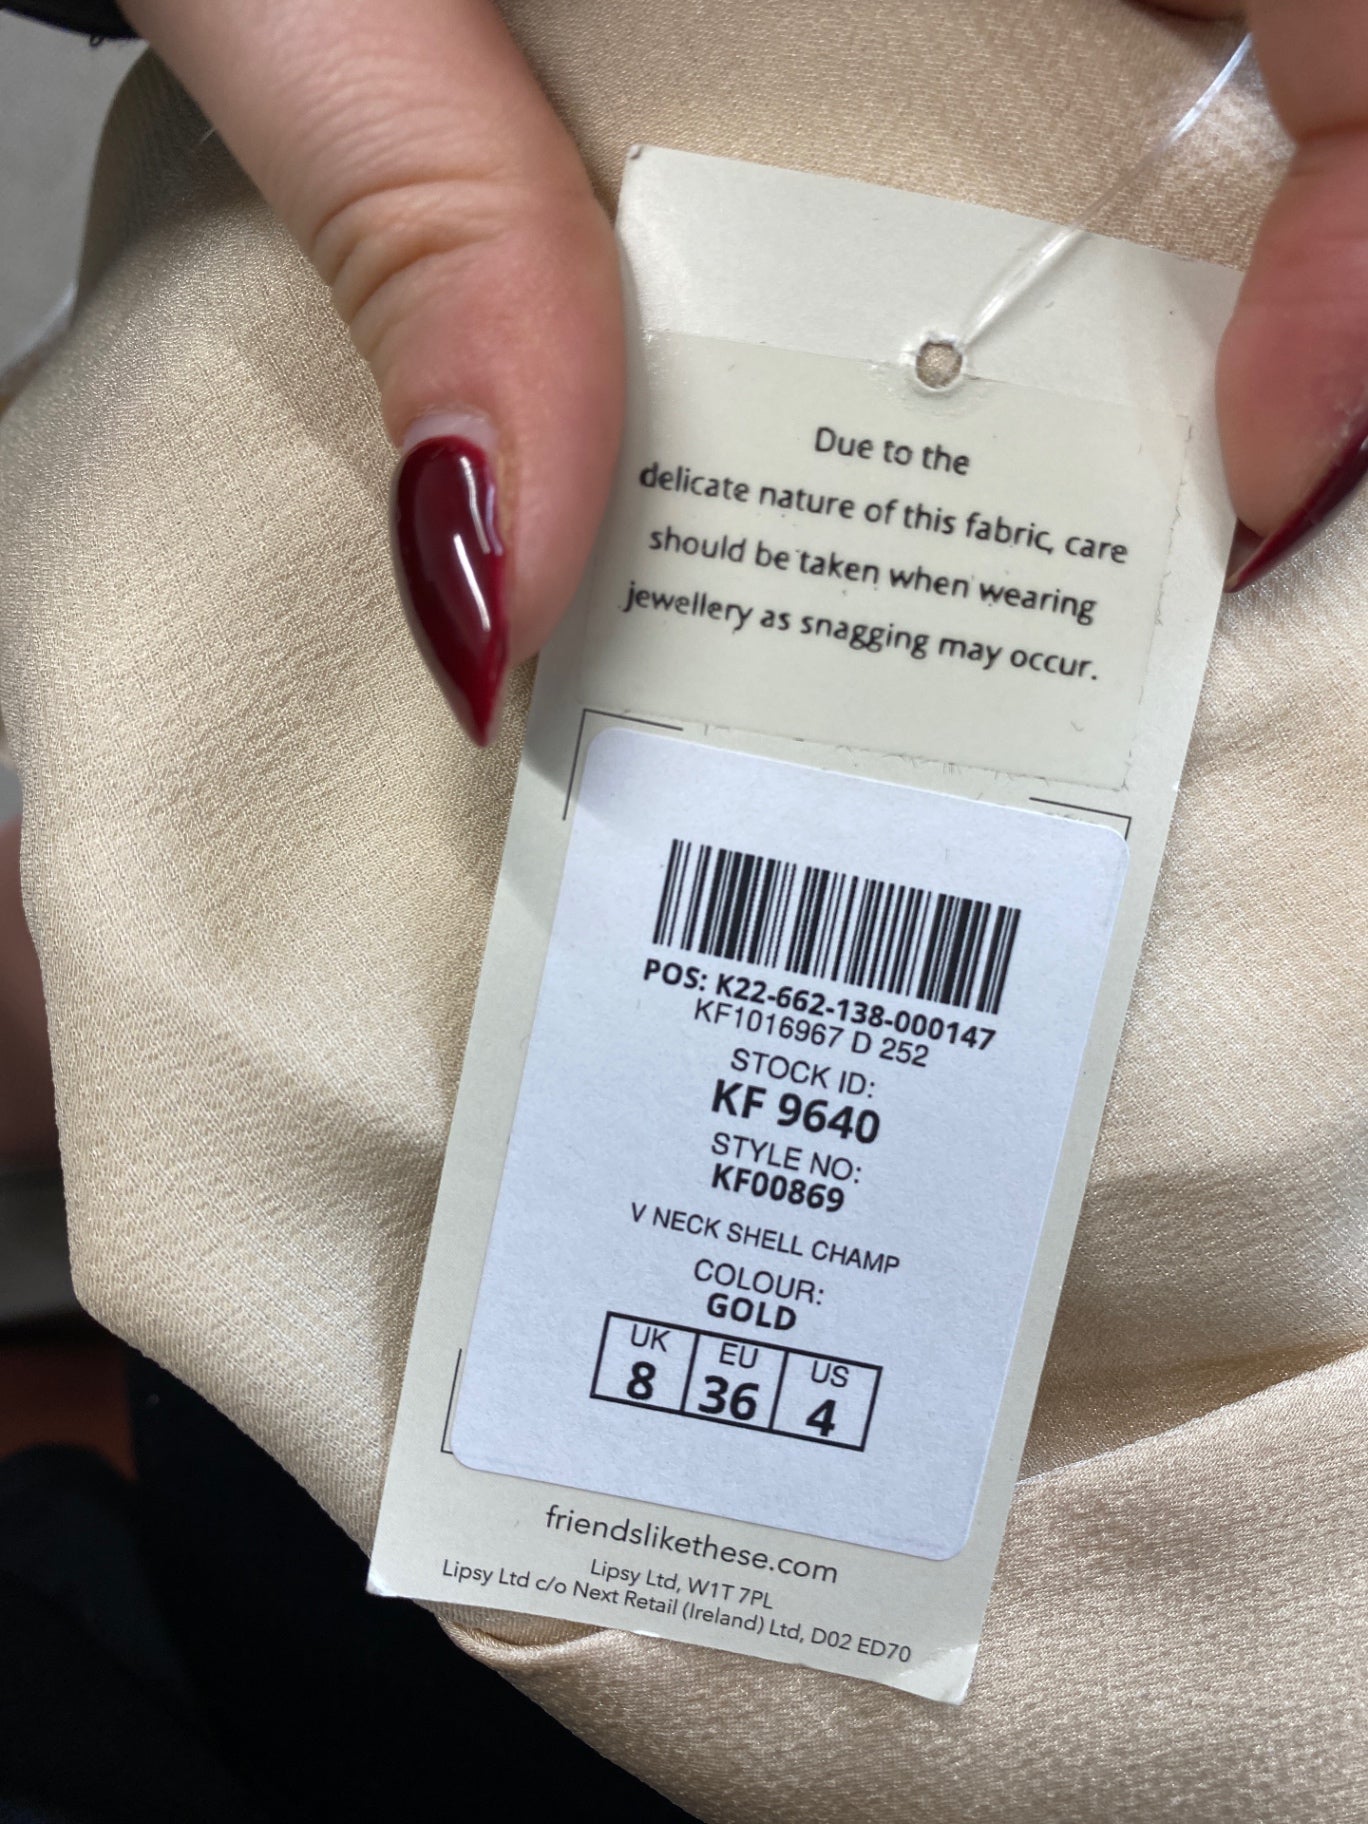 Due to the
delicate nature of this fabric, care
should be taken when wearing
jewellery as snagging may occur.
POS: K22-662-138-000147
KF1016967 D 252
STOCK ID:
KF 9640
STYLE NO:
KF00869
V NECK SHELL CHAMP
COLOUR:
GOLD
UK EU US
8 36 4
friendslikethese.com
Lipsy Ltd, W1T 7PL
Lipsy Ltd c/o Next Retail (Ireland) Ltd, D02 ED70